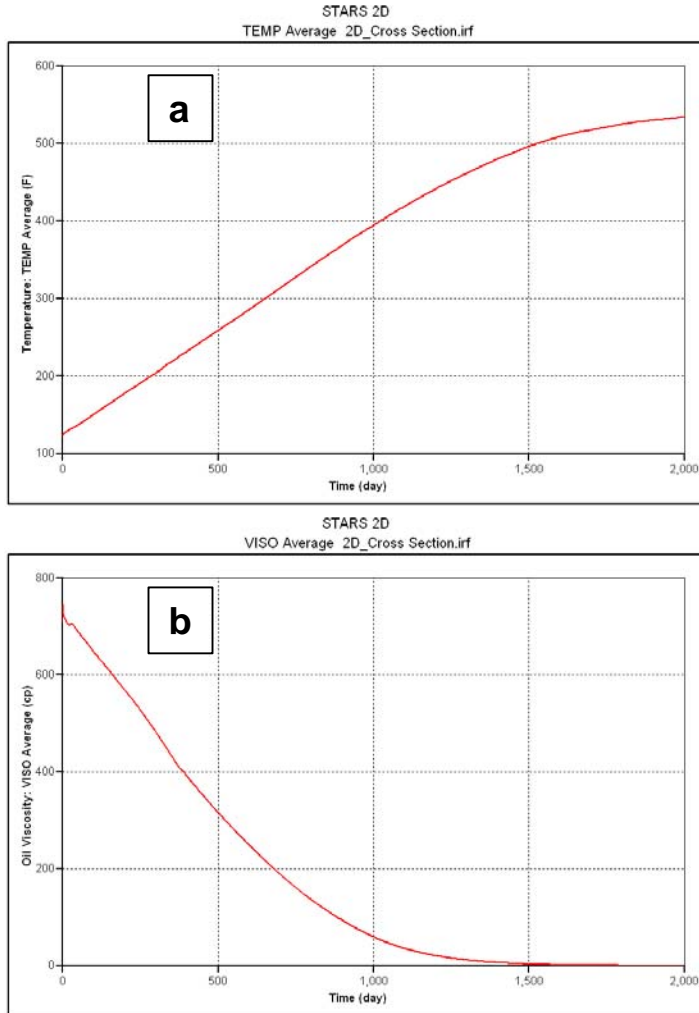 STARS 2D
TEMP Average 2D_Cross Section.irf
a
600
500
400
300
200
100
Temperature: TEMP Average (F)
0 500 1,000 1,500 2,000
Time (day)
STARS 2D
VISO Average 2D_Cross Section.irf
b
800
600
400
200
0
Oil Viscosity: VISO Average (cp)
0 500 1,000 1,500 2,000
Time (day)